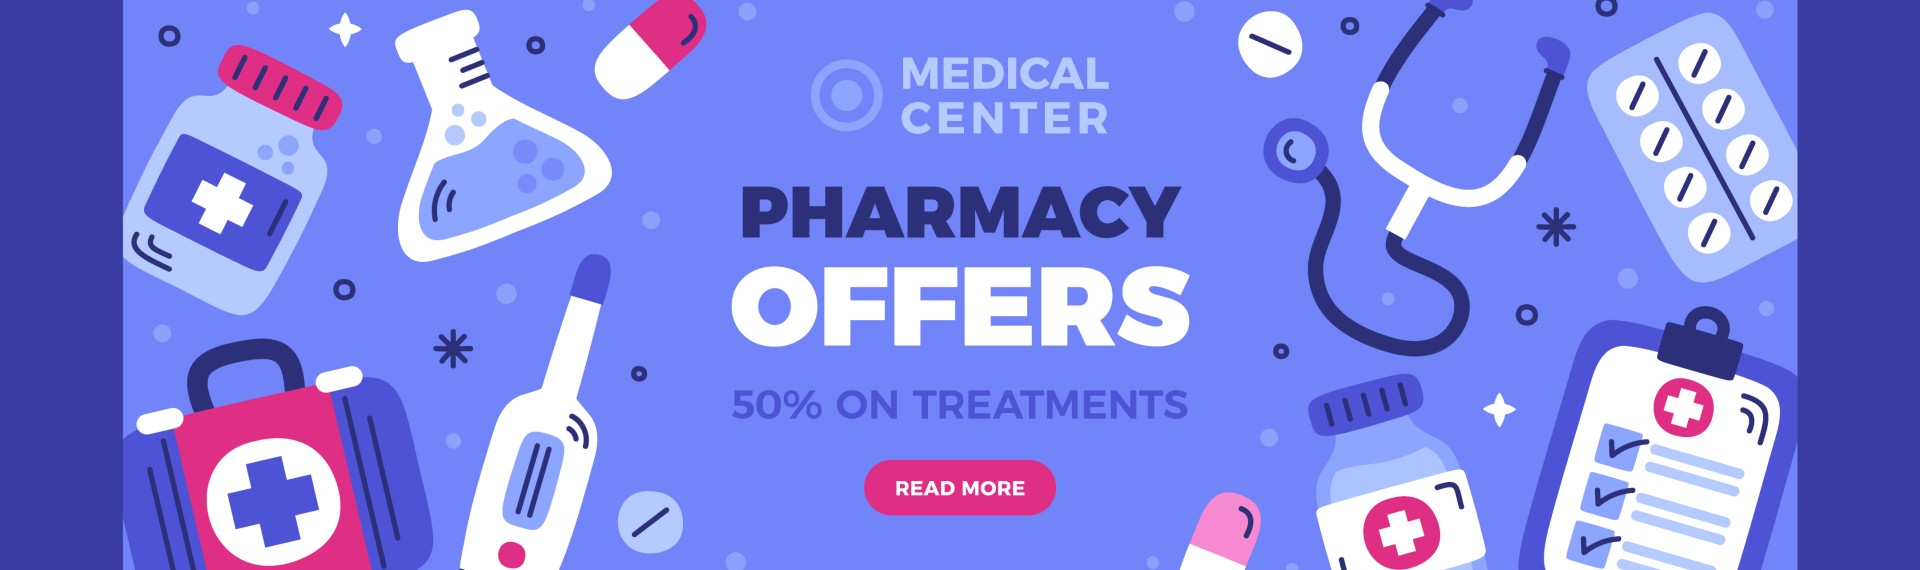 MEDICAL
CENTER
PHARMACY
OFFERS
50% ON TREATMENTS
READ MORE